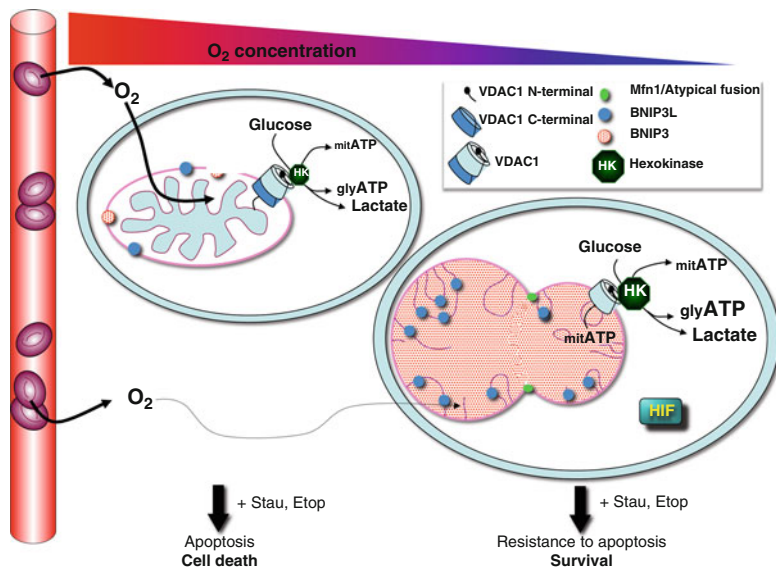 O2 concentration
O2
Glucose
mitATP
HK
glyATP
Lactate
VDAC1 N-terminal
VDAC1 C-terminal
VDAC1
Mfn1/Atypical fusion
BNIP3L
BNIP3
HK Hexokinase
Glucose
mitATP
HK
glyATP
mitATP
Lactate
O2
HIF
+ Stau, Etop
Apoptosis
Cell death
+ Stau, Etop
Resistance to apoptosis
Survival